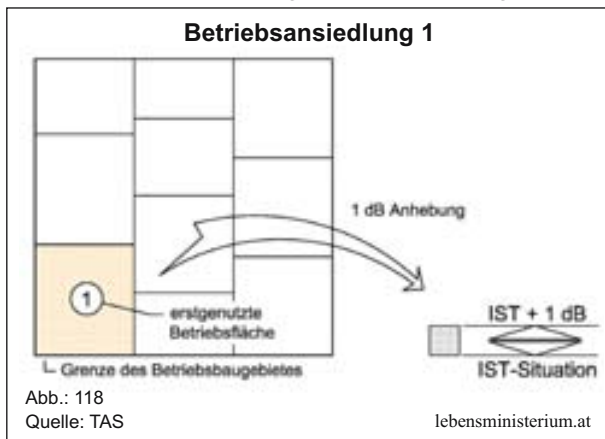 Betriebsansiedlung 1
1 dB Anhebung
1
erstgenutzte
Betriebsfläche
IST + 1 dB
IST-Situation
Grenze des Betriebsbaugebietes
Abb.: 118
Quelle: TAS
lebensministerium.at